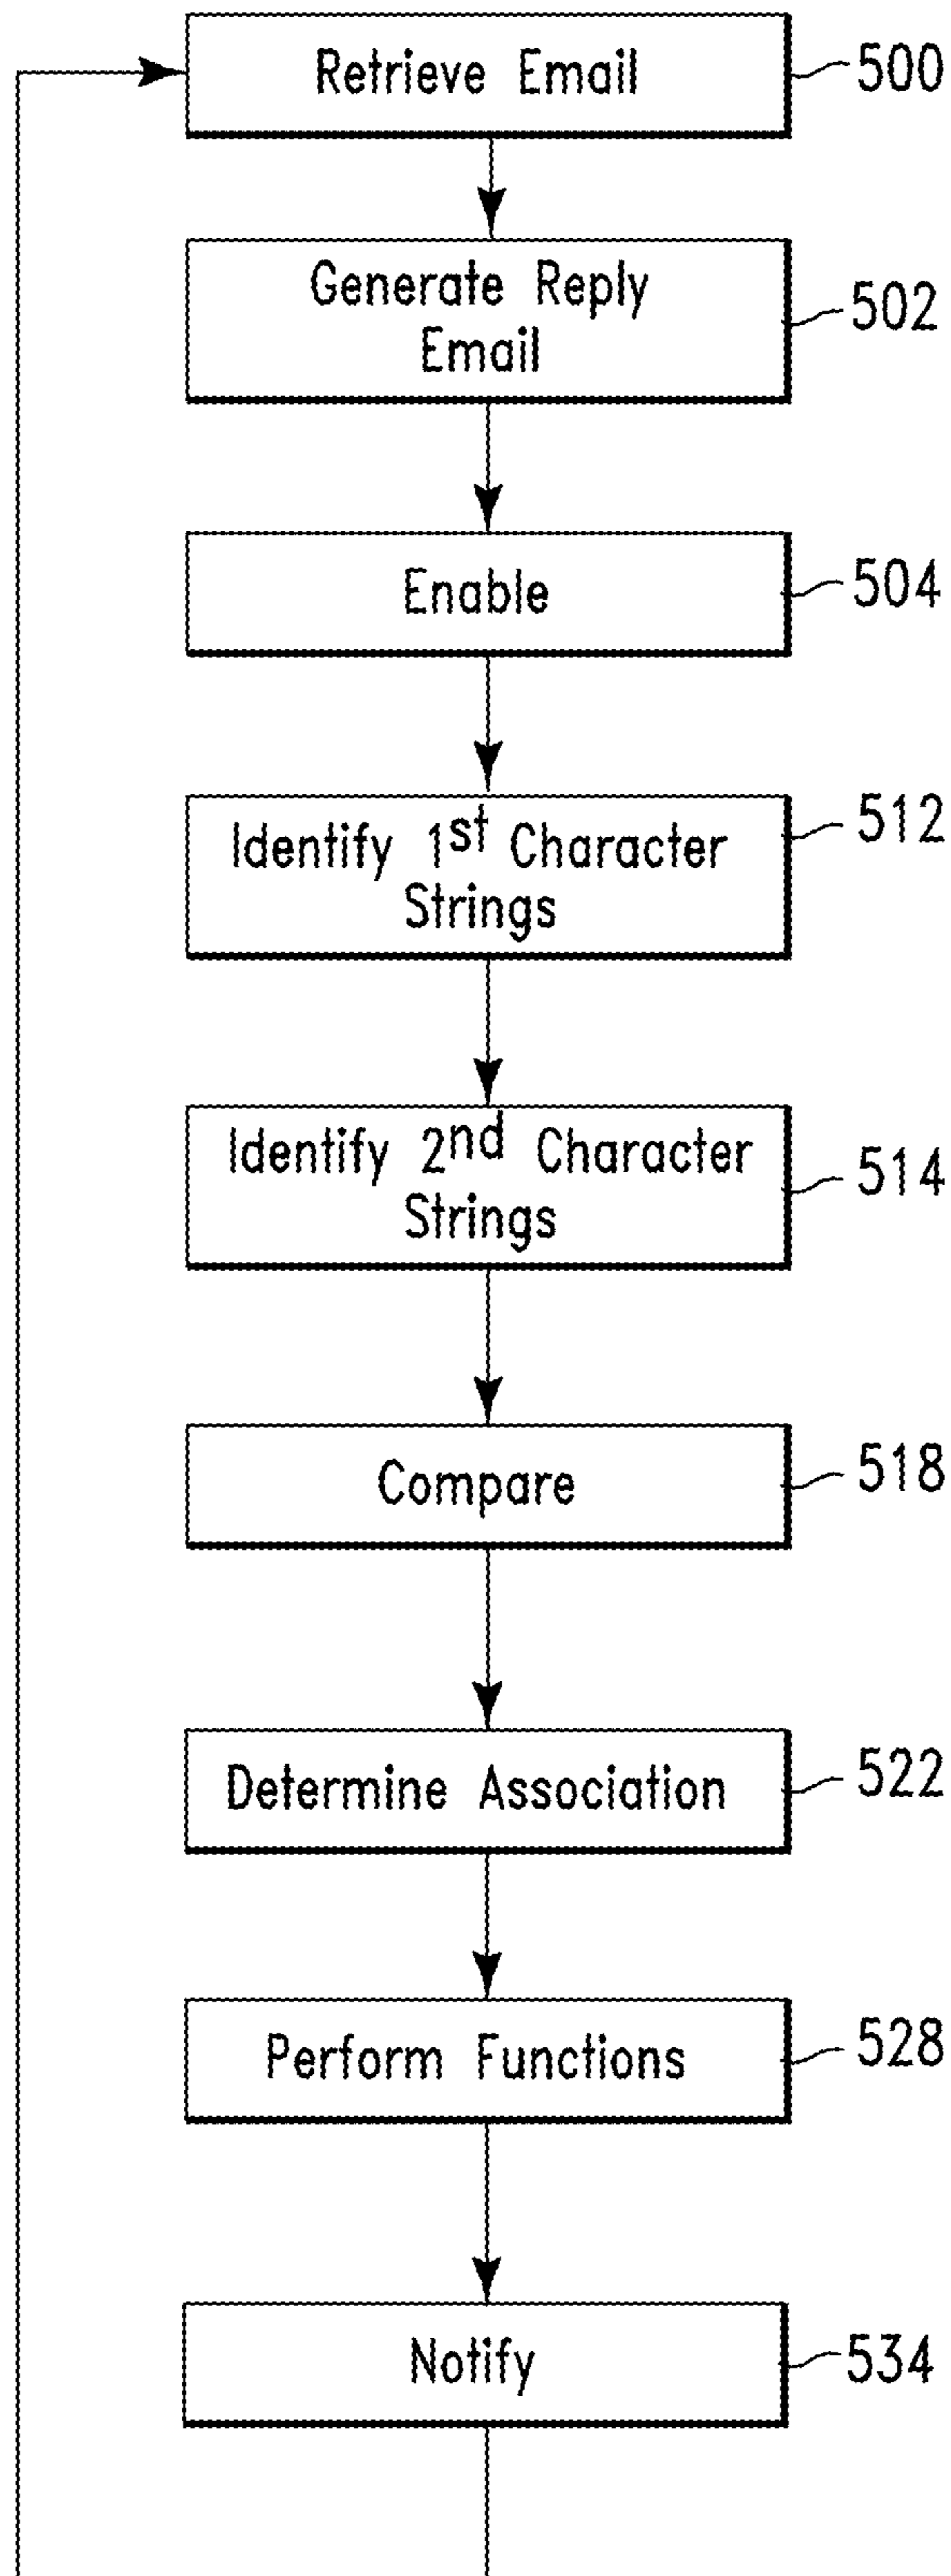 Retrieve Email
500
Generate Reply
Email
502
Enable
504
Identify 1st Character
Strings
512
Identify 2nd Character
Strings
514
Compare
518
Determine Association
522
Perform Functions
528
Notify
534